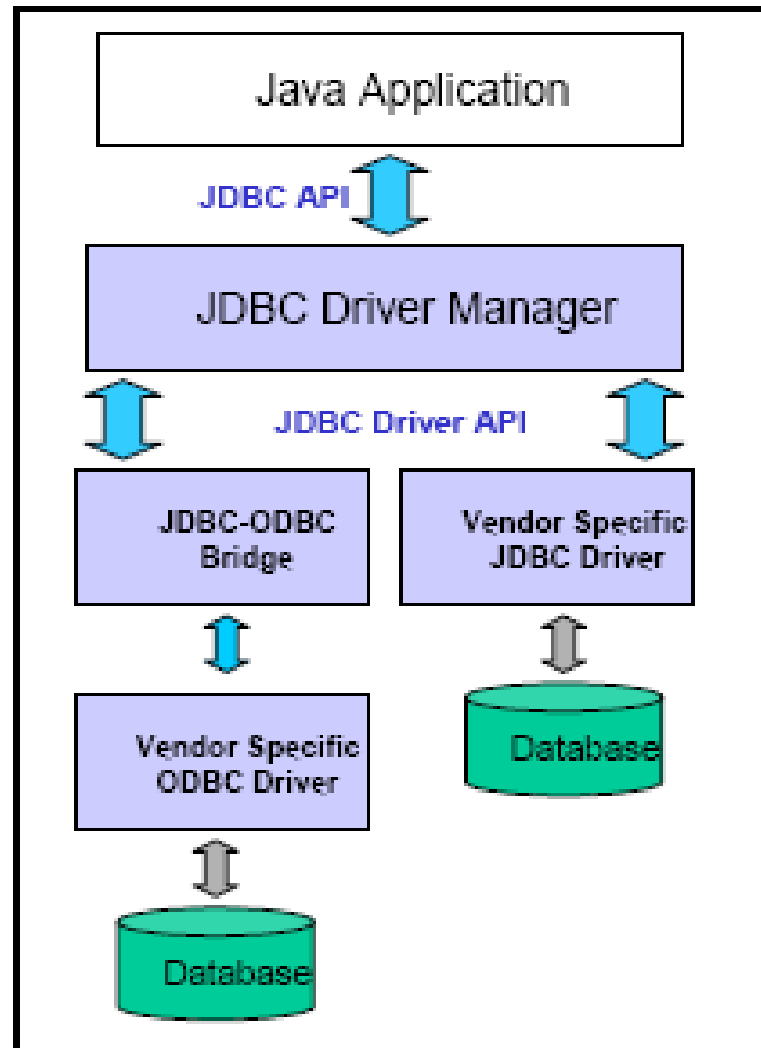 Java Application
JDBC API
JDBC Driver Manager
JDBC Driver API
JDBC-ODBC
Bridge
Vendor Specific
JDBC Driver
Vendor Specific
ODBC Driver
Database
Database